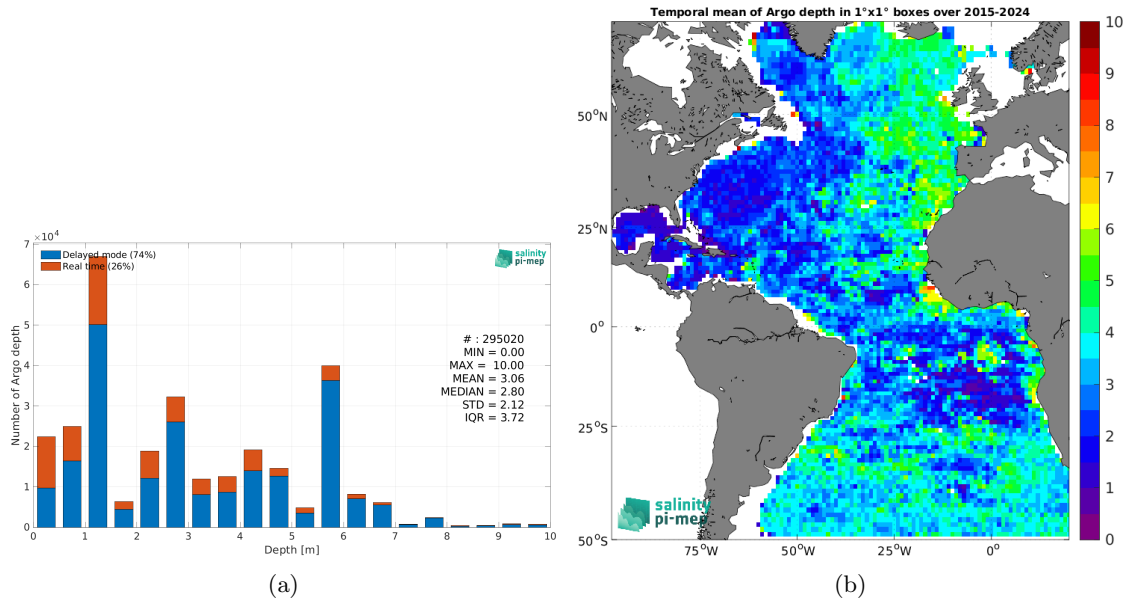 ×10⁴
7
6
5
4
3
2
1
0
Number of Argo depth
Delayed mode (74%)
Real time (26%)
salinity
pi-mep
# : 295020
MIN = 0.00
MAX = 10.00
MEAN = 3.06
MEDIAN = 2.80
STD = 2.12
IQR = 3.72
0 1 2 3 4 5 6 7 8 9 10
Depth [m]
(a)
Temporal mean of Argo depth in 1°x1° boxes over 2015-2024
50°N
25°N
0°
25°S
50°S
75°W 50°W 25°W 0°
salinity
pi-mep
10
9
8
7
6
5
4
3
2
1
0
(b)